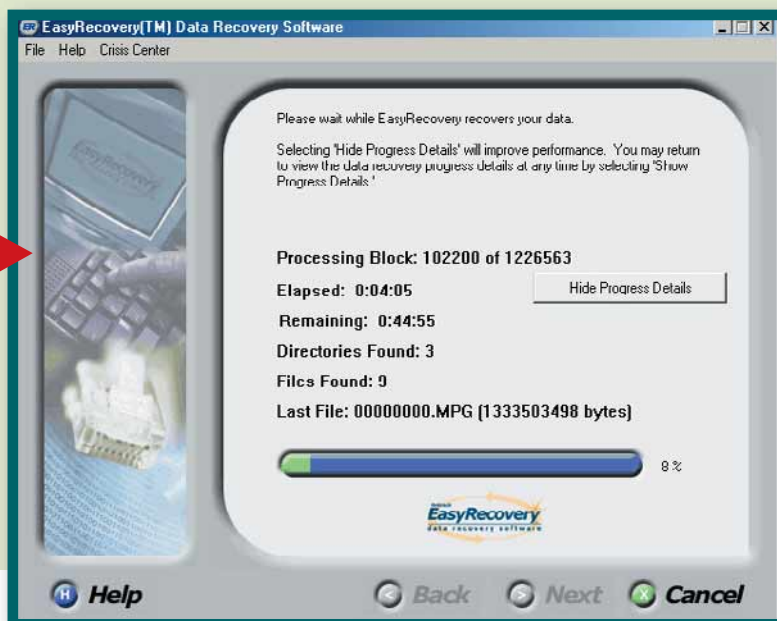 EasyRecovery(TM) Data Recovery Software
File Help Crisis Center
EasyRecovery
Please wait while EasyRecovery recovers your data.
Selecting 'Hide Progress Details' will improve performance. You may return
to view the data recovery progress details at any time by selecting 'Show
Progress Details.'
Processing Block: 102200 of 1226563
Elapsed: 0:04:05
Hide Progress Details
Remaining: 0:44:55
Directories Found: 3
Files Found: 9
Last File: 00000000.MPG (1333503498 bytes)
8%
EasyRecovery
data recovery software
Help
Back
Next
Cancel